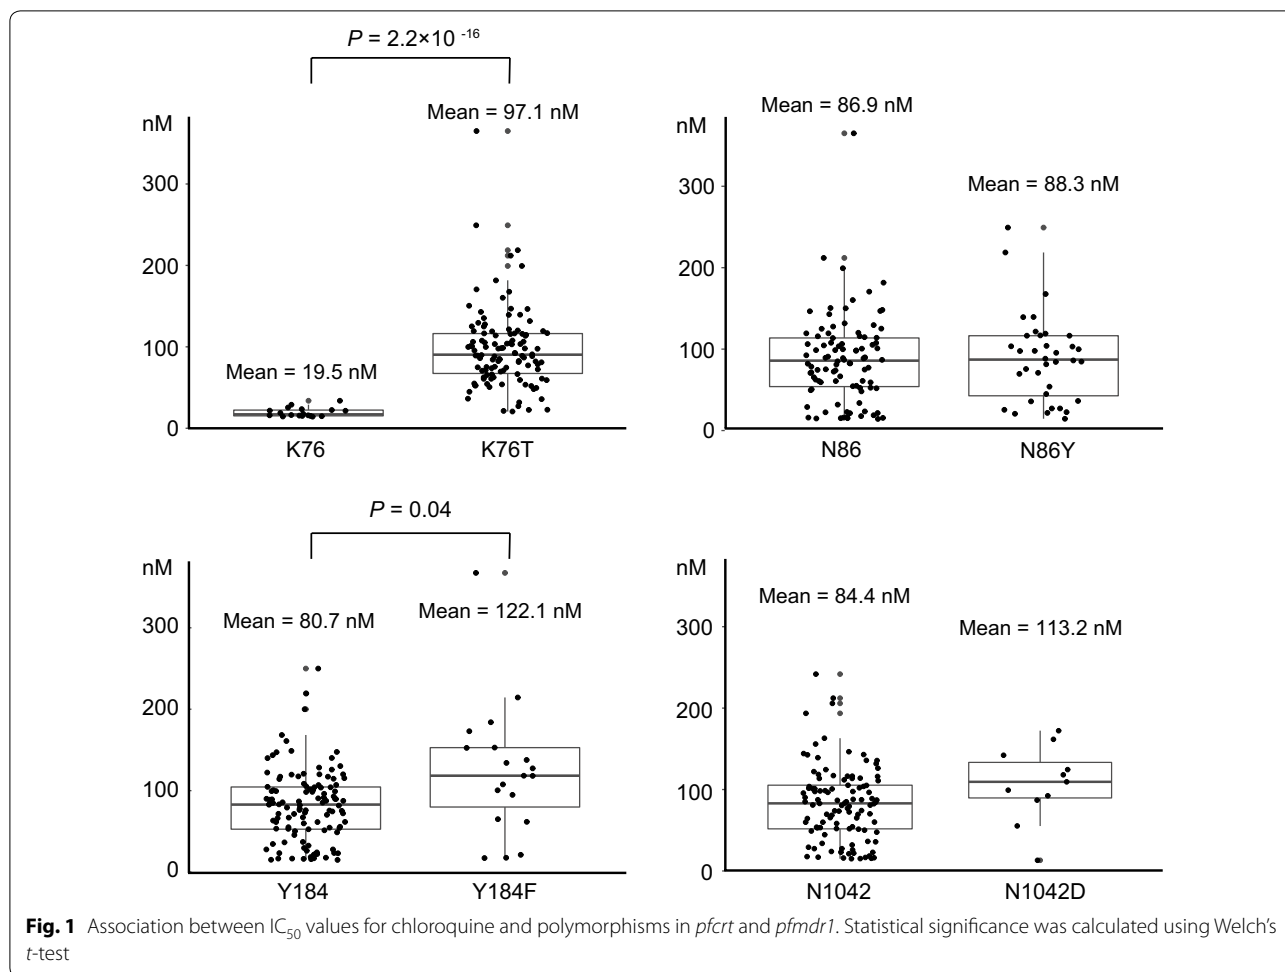 P = 2.2×10 -16
Mean = 97.1 nM
nM
300
200
100
0
Mean = 19.5 nM
K76
K76T
Mean = 86.9 nM
nM
Mean = 88.3 nM
300
200
100
0
N86
N86Y
P = 0.04
nM
Mean = 80.7 nM
Mean = 122.1 nM
300
200
100
0
Y184
Y184F
nM
Mean = 84.4 nM
Mean = 113.2 nM
300
200
100
0
N1042
N1042D
Fig. 1 Association between IC50 values for chloroquine and polymorphisms in pfcrt and pfmdr1. Statistical significance was calculated using Welch's
t-test